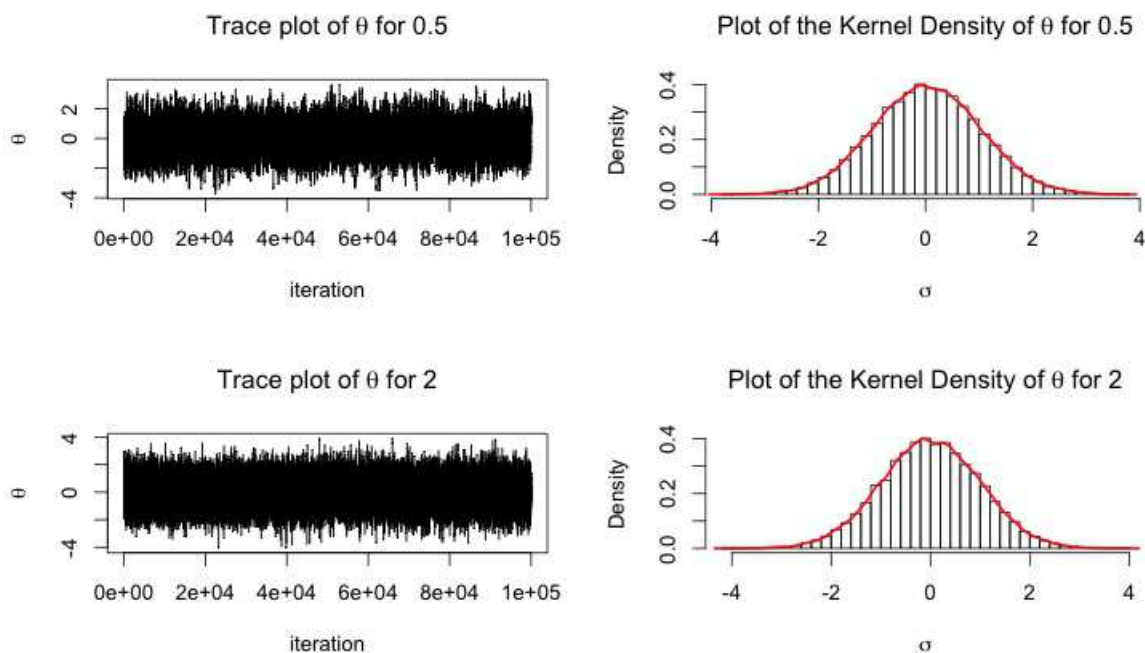 Trace plot of θ for 0.5
θ
2
0
-4
0e+00 2e+04 4e+04 6e+04 8e+04 1e+05
iteration
Plot of the Kernel Density of θ for 0.5
Density
0.4
0.2
0.0
-4 -2 0 2 4
σ
Trace plot of θ for 2
θ
4
0
-4
0e+00 2e+04 4e+04 6e+04 8e+04 1e+05
iteration
Plot of the Kernel Density of θ for 2
Density
0.4
0.2
0.0
-4 -2 0 2 4
σ